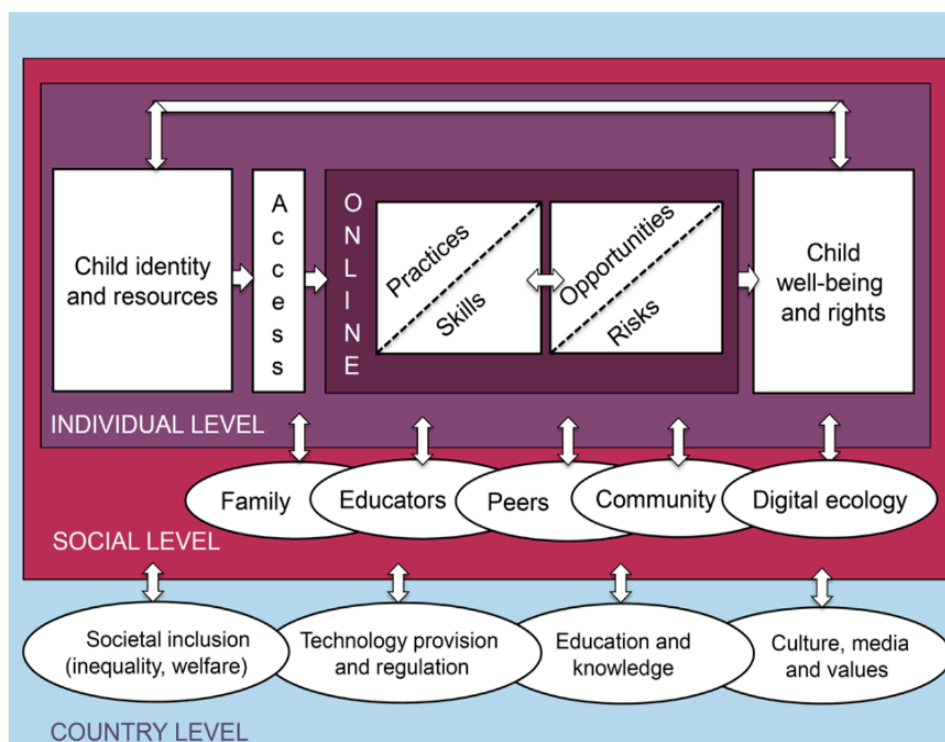 Child identity
and resources
Access
ONLINE
Practices
Skills
Opportunities
Risks
Child
well-being
and rights
INDIVIDUAL LEVEL
Family
Educators
Peers
Community
Digital ecology
SOCIAL LEVEL
Societal inclusion
(inequality, welfare)
Technology provision
and regulation
Education and
knowledge
Culture, media
and values
COUNTRY LEVEL